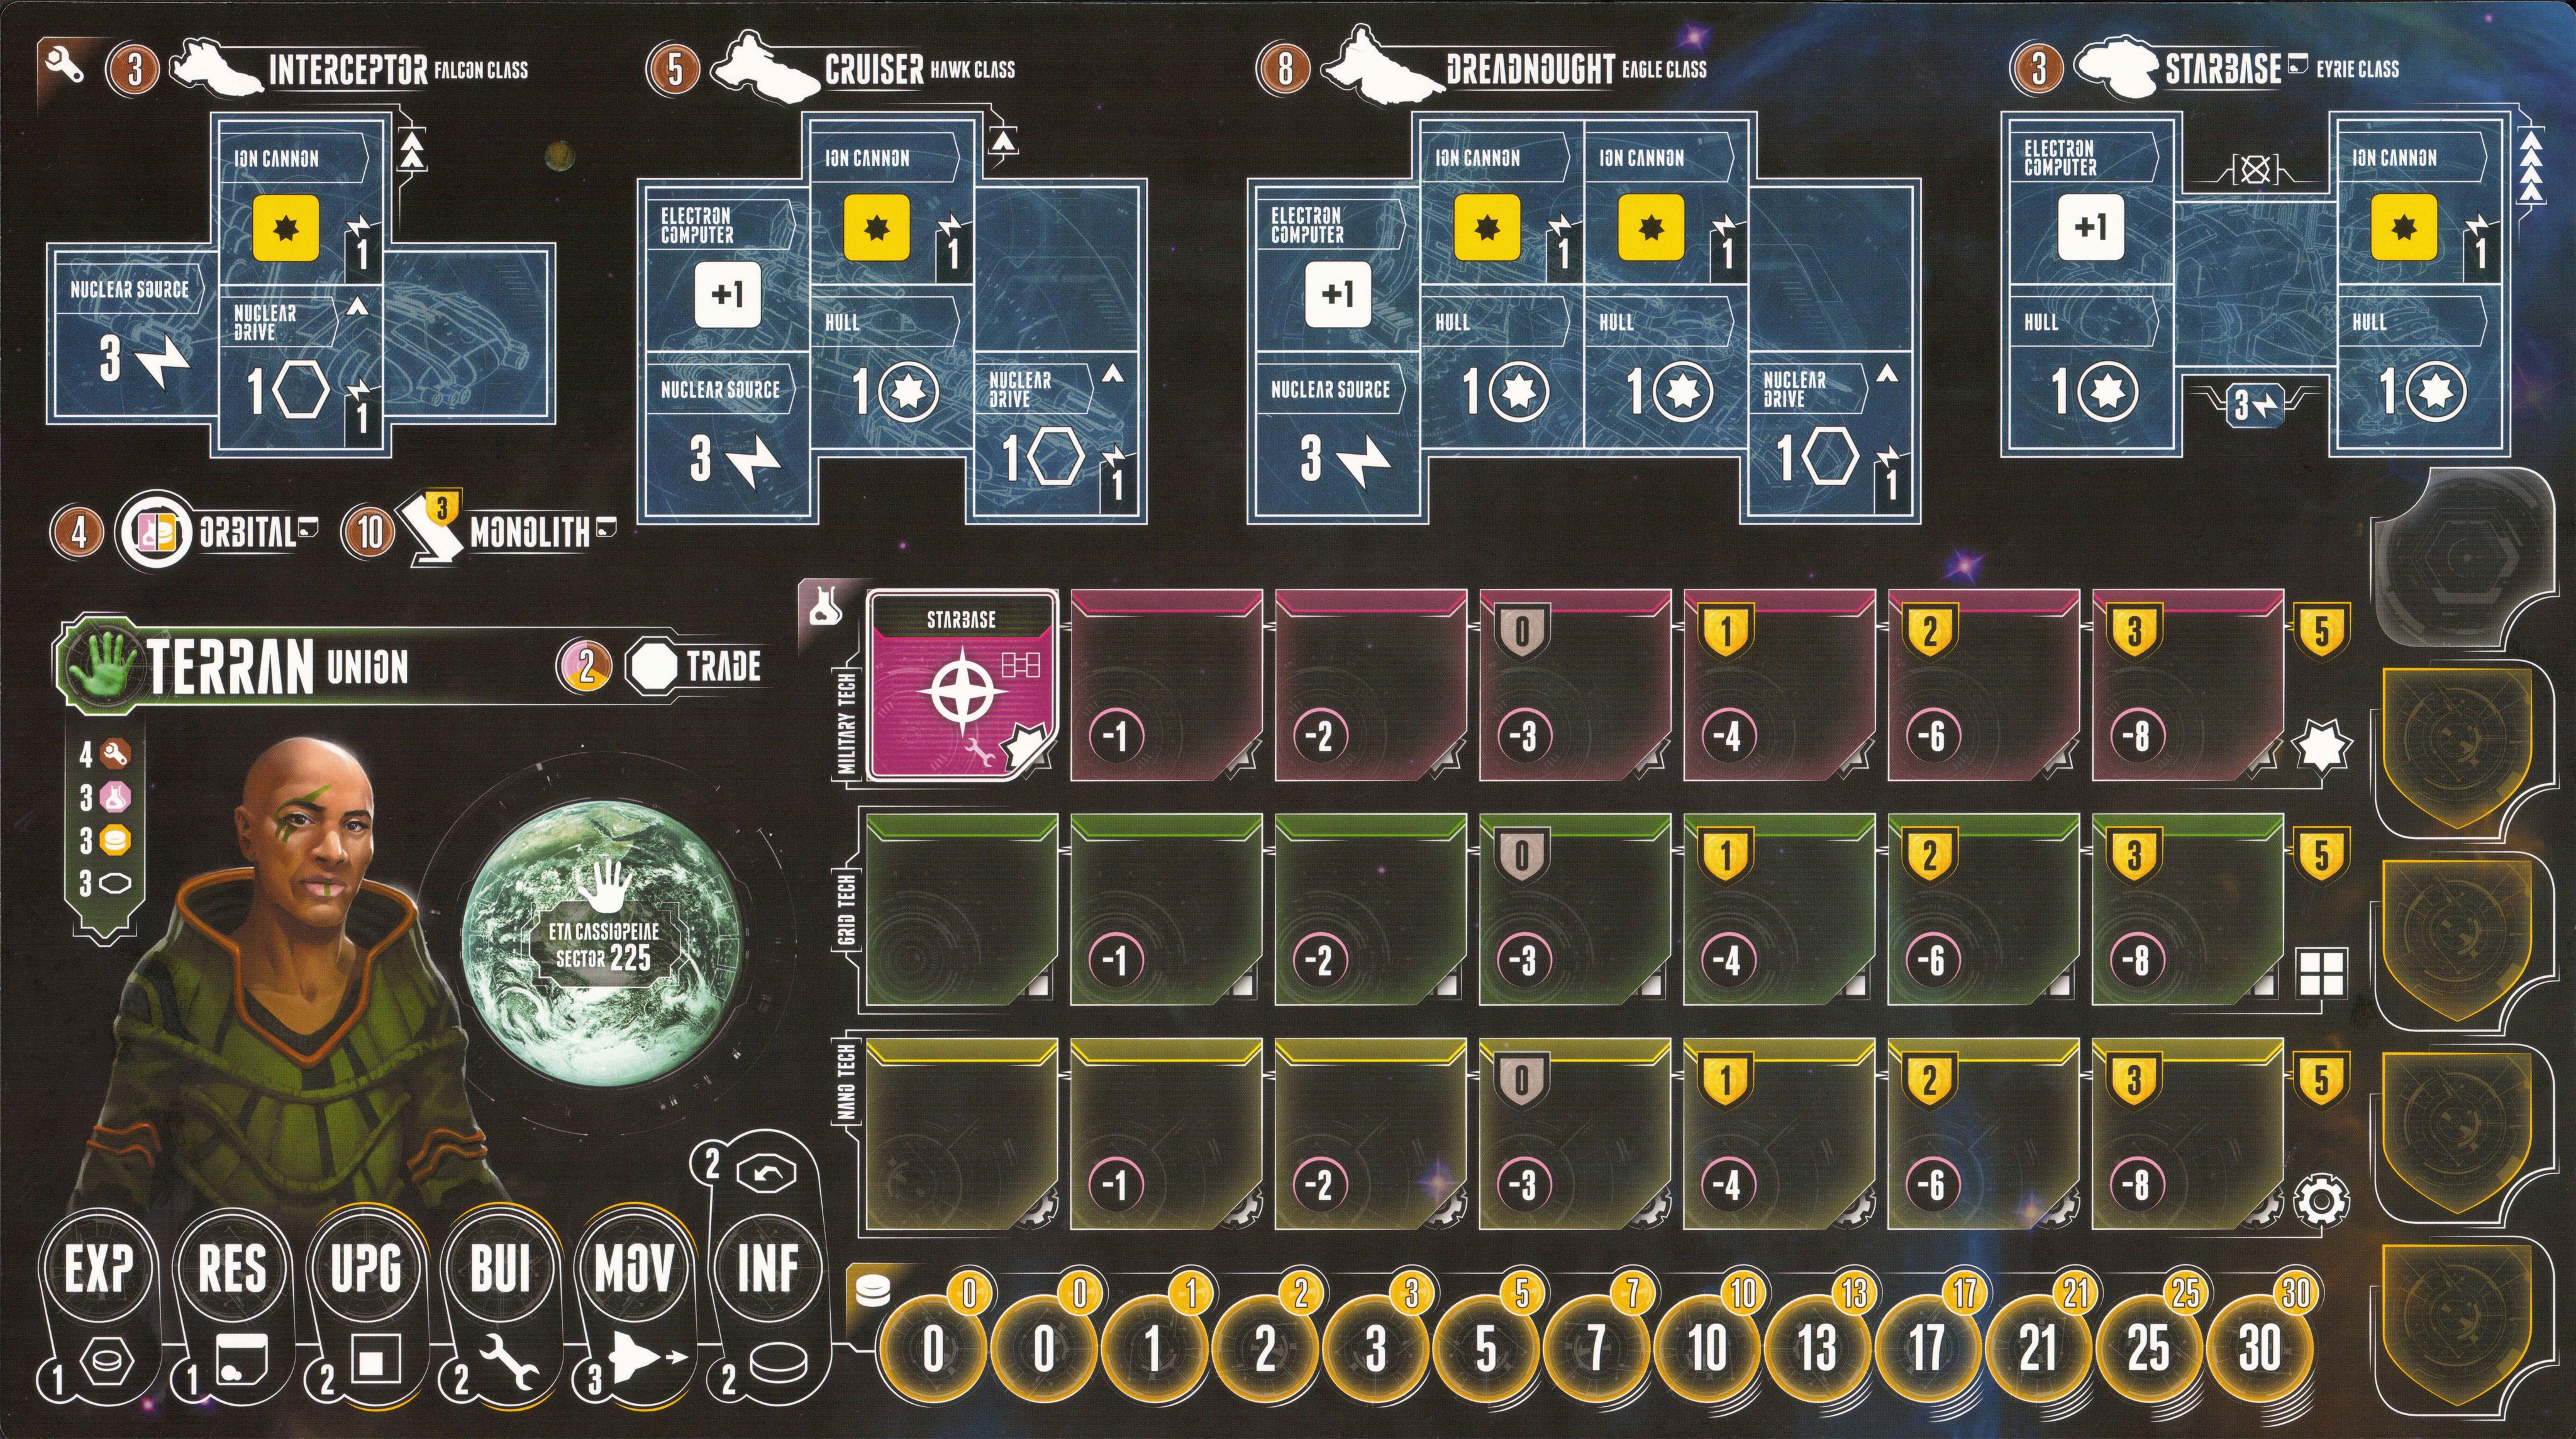 3 INTERCEPTOR FALCON CLASS
5 CRUISER HAWK CLASS
8 DREADNOUGHT EAGLE CLASS
3 STARBASE EYRIE CLASS
ION CANNON
1
NUCLEAR SOURCE
3
NUCLEAR
DRIVE
1
1
ION CANNON
1
ELECTRON
COMPUTER
+1
HULL
1
NUCLEAR SOURCE
3
NUCLEAR
DRIVE
1
1
ION CANNON
1
ION CANNON
1
ELECTRON
COMPUTER
+1
HULL
1
HULL
1
NUCLEAR SOURCE
3
NUCLEAR
DRIVE
1
1
ELECTRON
COMPUTER
+1
ION CANNON
1
HULL
1
HULL
1
3
4 ORBITAL
10 3 MONOLITH
TERRAN UNION
2 TRADE
4
3
3
3
ETA CASSIOPEIAE
SECTOR 225
MILITARY TECH
STARBASE
0 1 2 3 5
-1 -2 -3 -4 -6 -8
GRID TECH
0 1 2 3 5
-1 -2 -3 -4 -6 -8
NANO TECH
0 1 2 3 5
-1 -2 -3 -4 -6 -8
2
EXP RES UPG BUI MOV INF
1 1 2 2 3 2
0 0 1 2 3 5 7 10 13 17 21 25 30
0 0 1 2 3 5 7 10 13 17 21 25 30